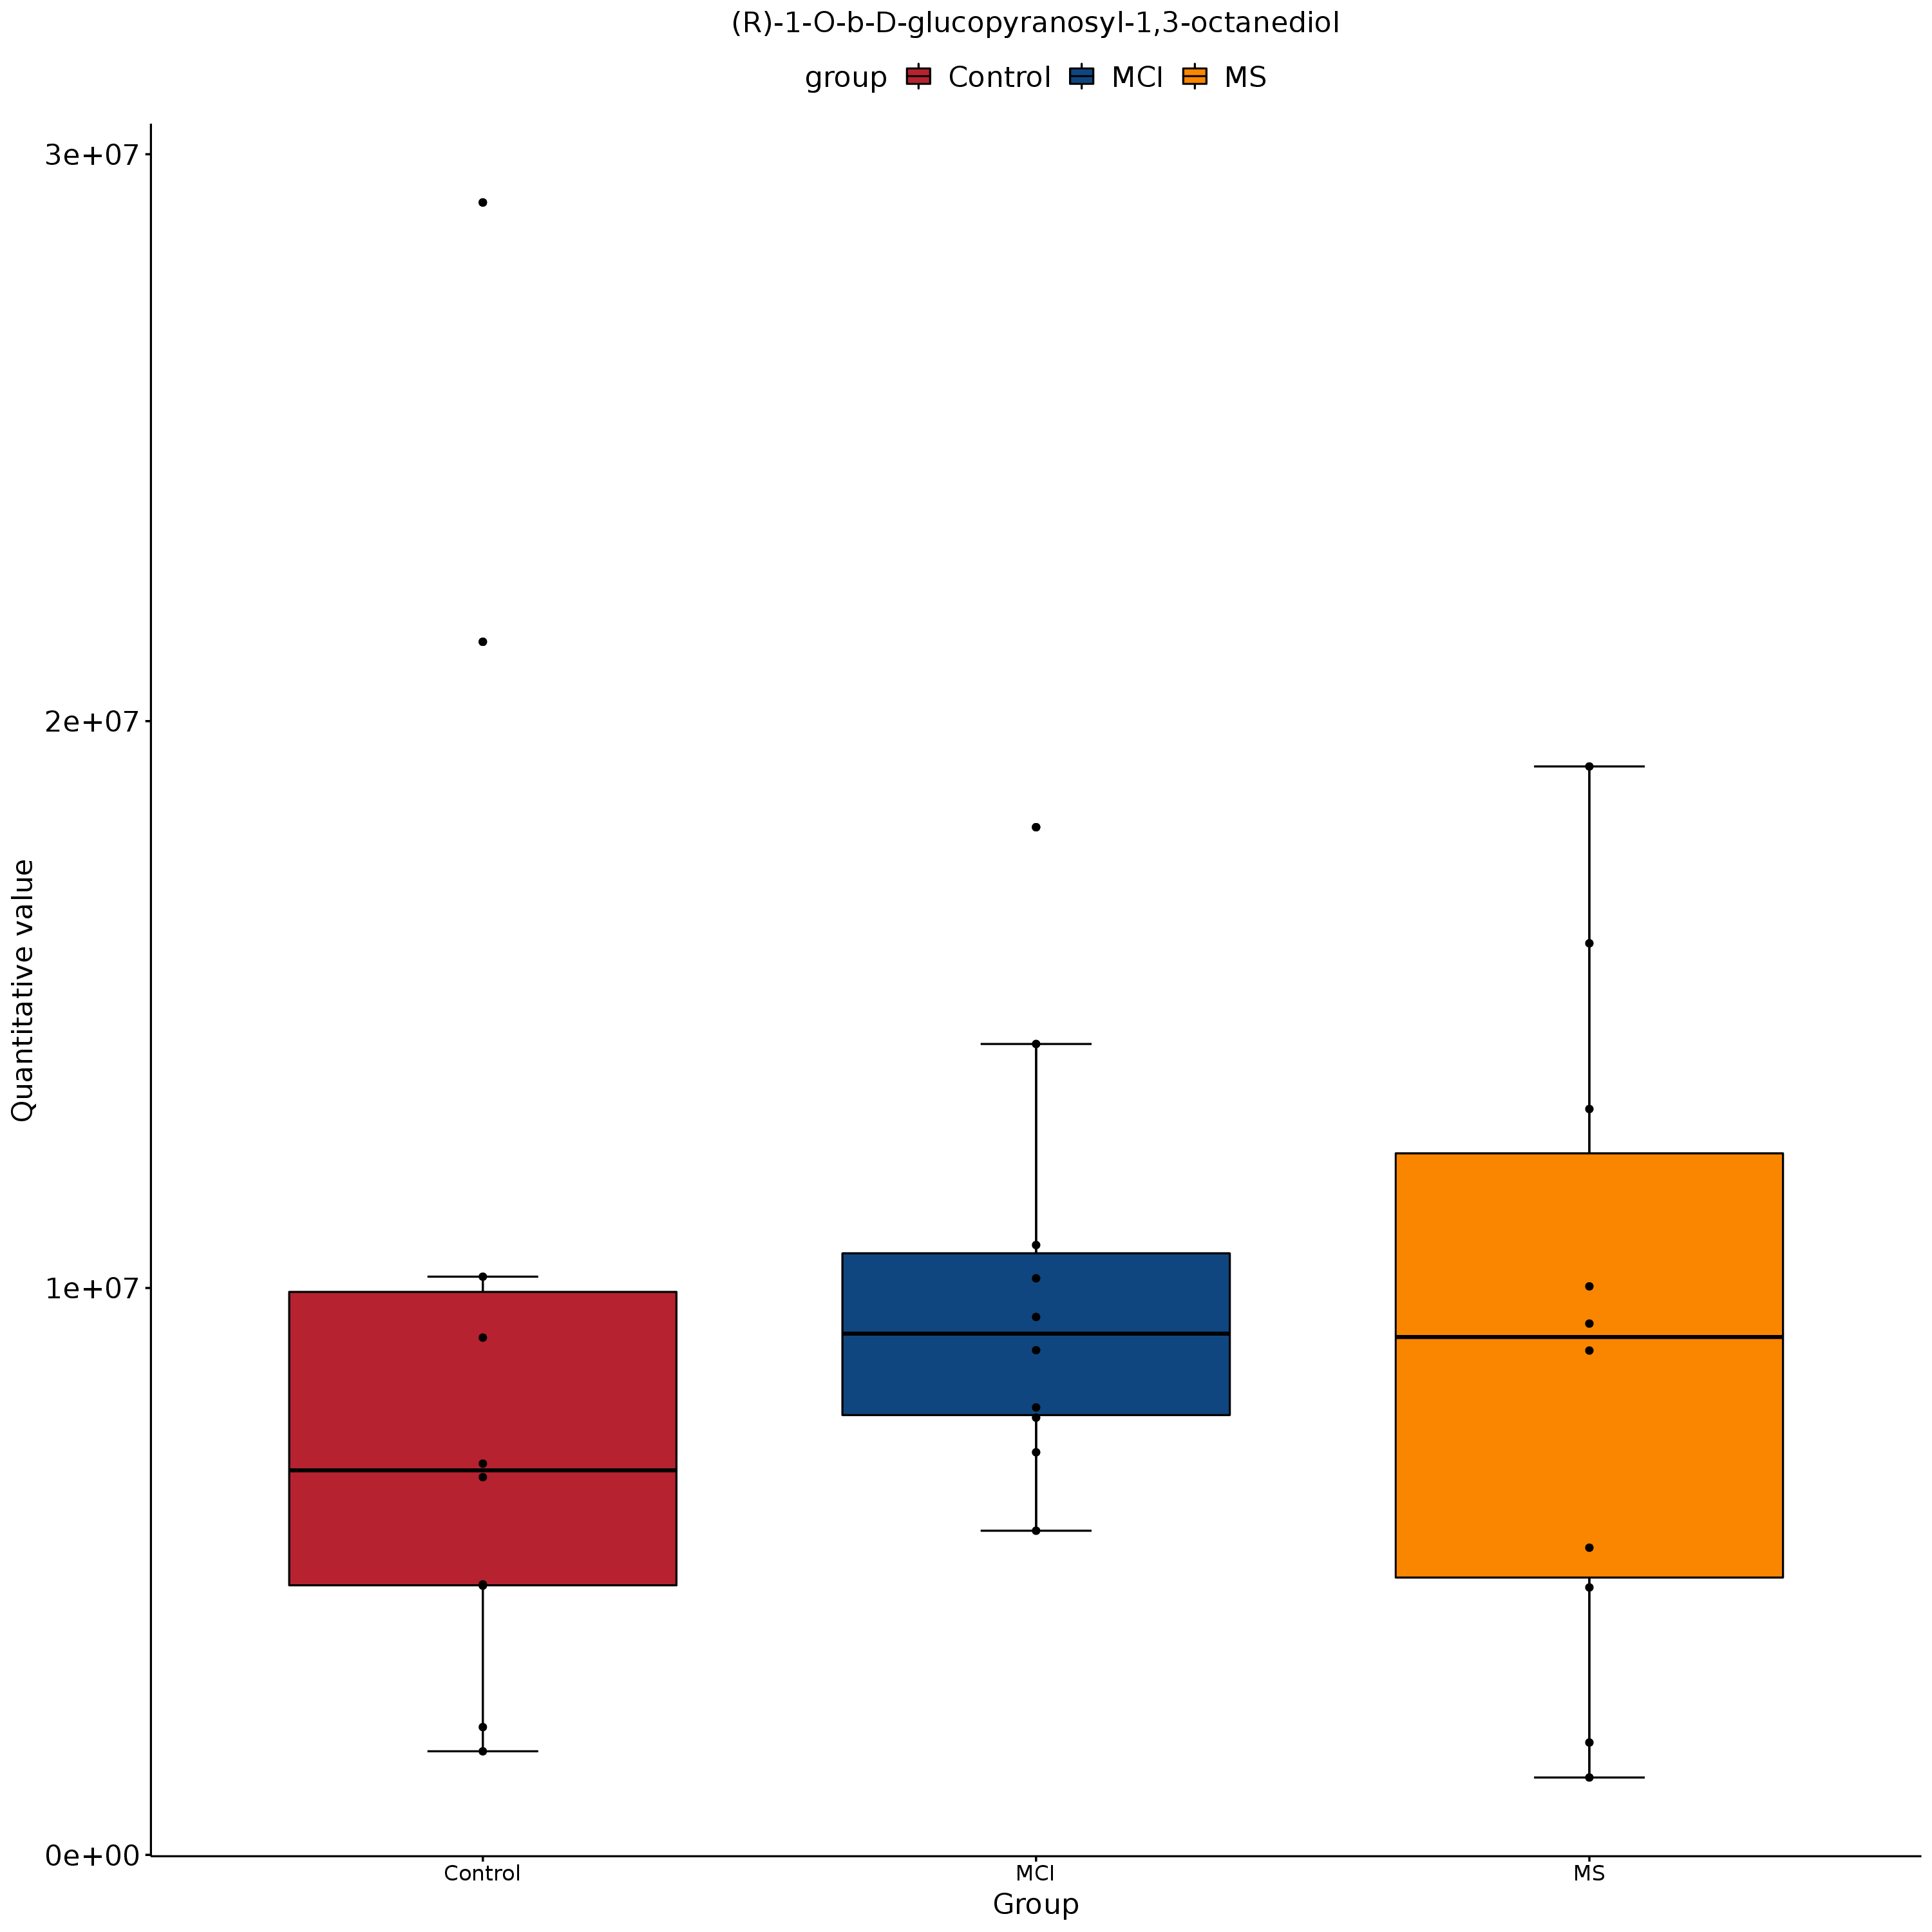 (R)-1-O-b-D-glucopyranosyl-1,3-octanediol
group Control MCI MS
3e+07
2e+07
1e+07
0e+00
Quantitative value
Control MCI MS
Group